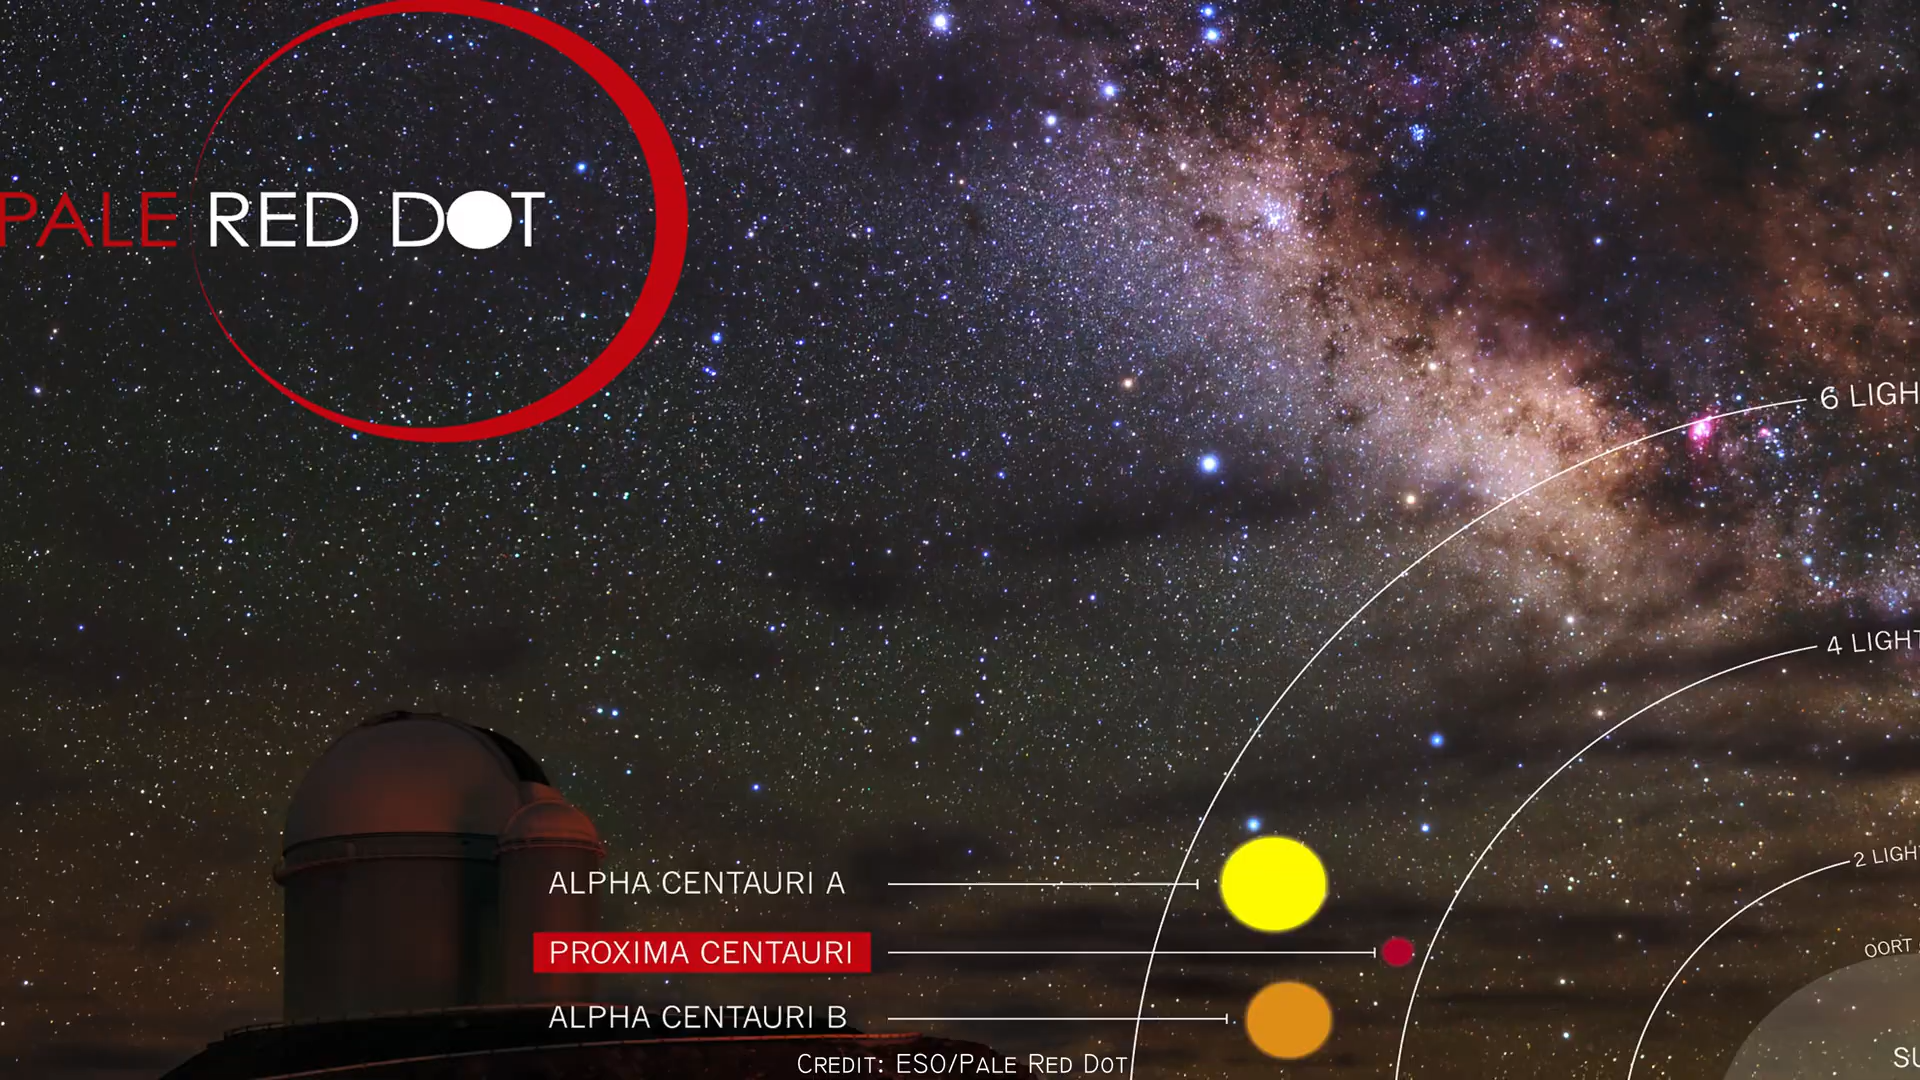 PALE RED DOT
6 LIGH
4 LIGHT
2 LIGH
OORT
ALPHA CENTAURI A
PROXIMA CENTAURI
ALPHA CENTAURI B
SU
CREDIT: ESO/PALE RED DOT